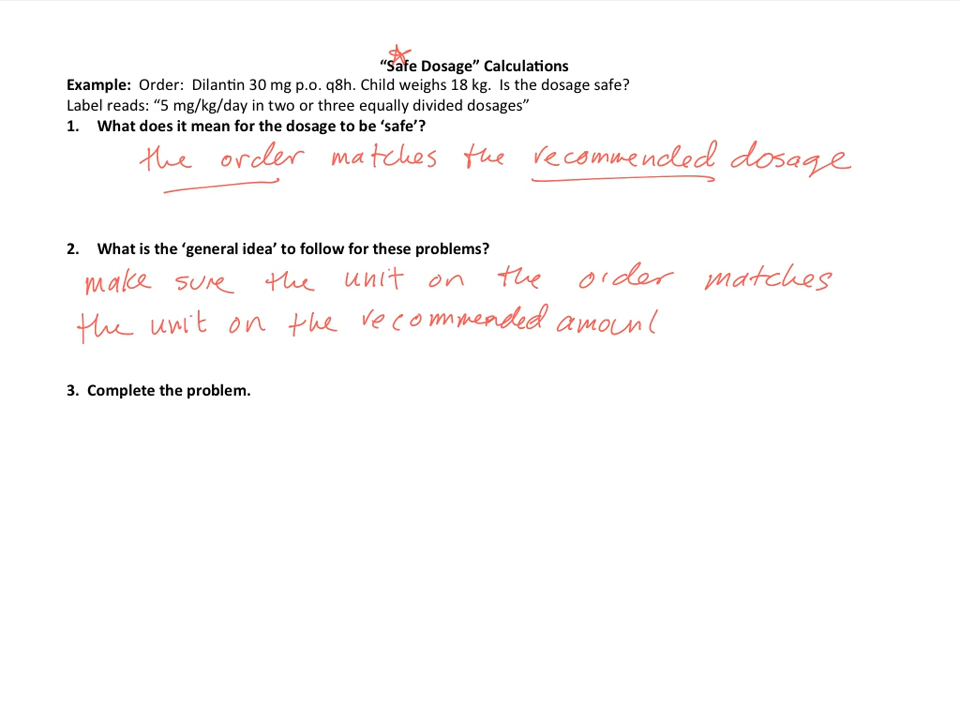 “Safe Dosage” Calculations
Example: Order: Dilantin 30 mg p.o. q8h. Child weighs 18 kg. Is the dosage safe?
Label reads: “5 mg/kg/day in two or three equally divided dosages”
1. What does it mean for the dosage to be ‘safe’?
the order matches the recommended dosage
2. What is the ‘general idea’ to follow for these problems?
make sure the unit on the order matches
the unit on the recommended amount
3. Complete the problem.